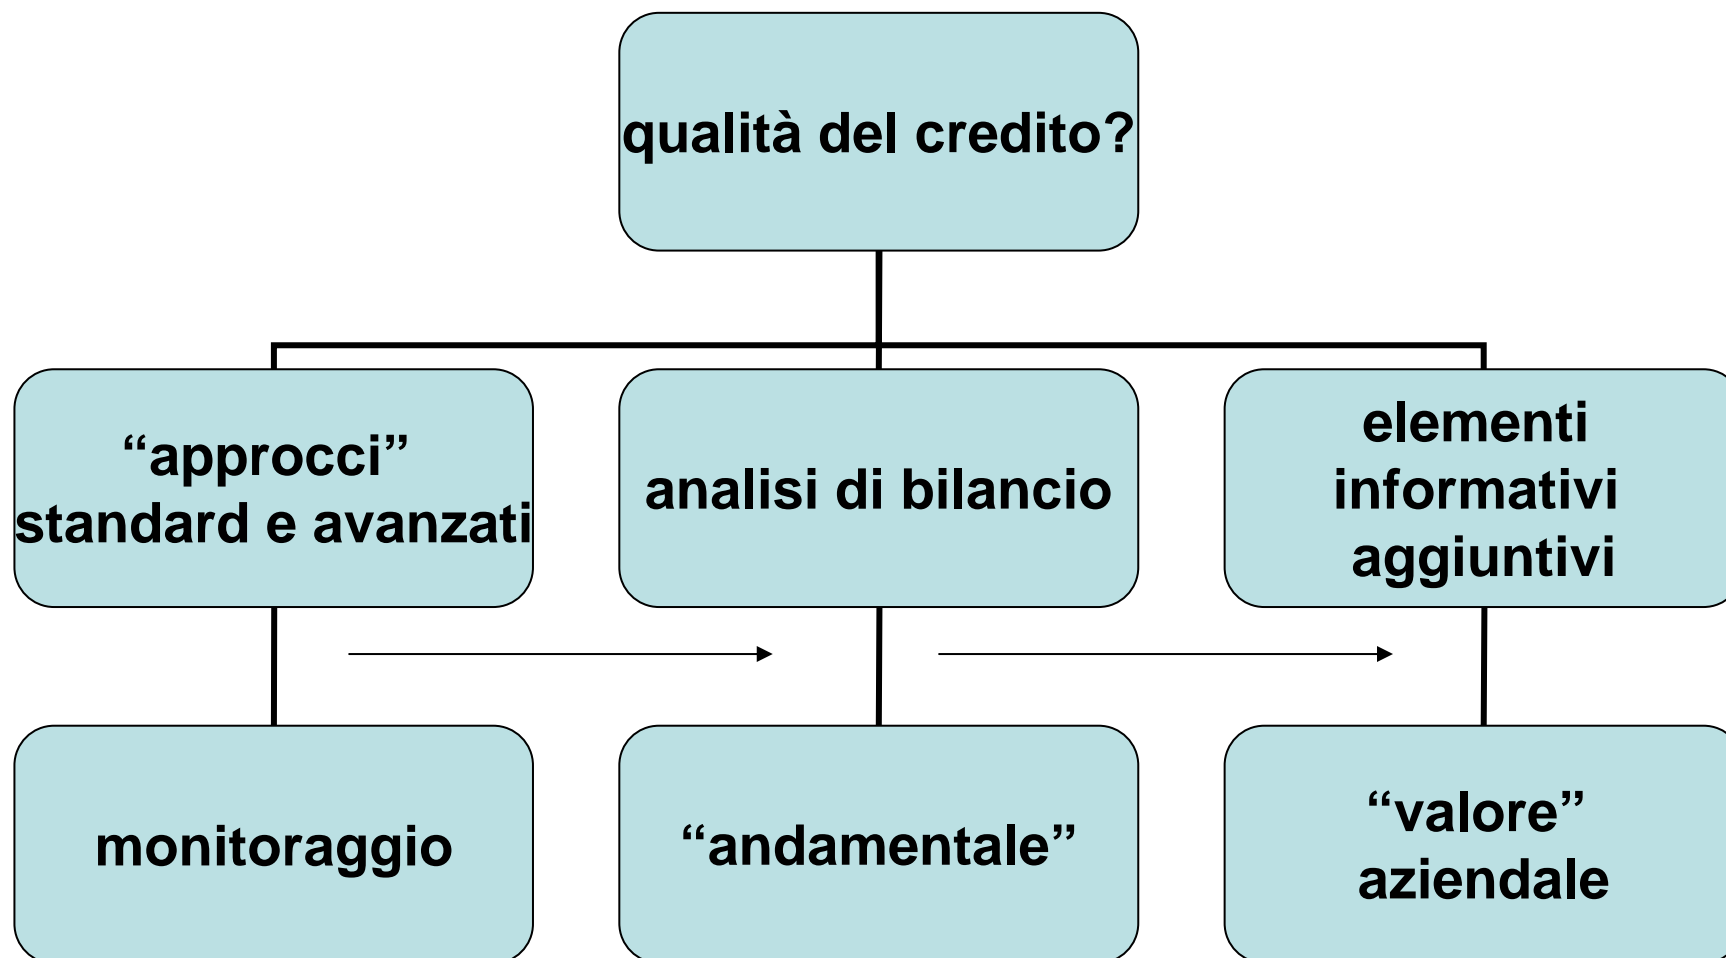 qualità del credito?
“approcci”
standard e avanzati
analisi di bilancio
elementi
informativi
aggiuntivi
monitoraggio
“andamentale”
“valore”
aziendale